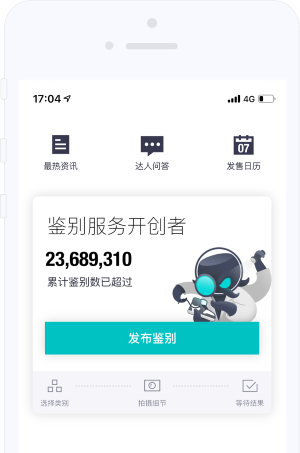 17:04 4G
最热资讯 达人问答 07 发售日历
鉴别服务开创者
23,689,310
累计鉴别数已超过
发布鉴别
选择类别 拍摄细节 等待结果